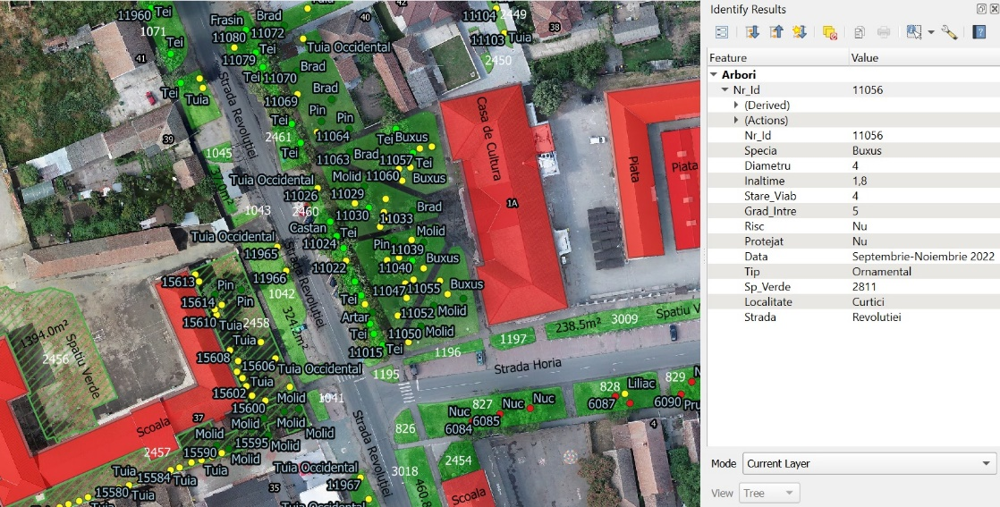 11960 Tei
1071
Tei
41
Tei
Tuia
39
1045
Frasin
Brad
11080
11072
11079
Tei
Tei
11070
Tuia Occidental
40
42
Strada Revolutiei
11069
Brad
Brad
Tei
Pin
Pin
2461
11064
Tei
11104
2449
11103
Tuia
38
2450
Casa de Cultura
1A
Piata
Piata
Tei
Buxus
11063
Brad
11057
Tei
Molid
11060
Buxus
Tuia Occidental
11026
11029
1043
2460
11030
11033
Brad
Castan
Tei
Molid
11024
Tuia Occidental
11965
Pin
11039
11022
11040
Buxus
11966
Strada Revolutiei
1042
324.2m²
11047
11055
Buxus
Tei
11052
Molid
Artar
Tei
11050
Molid
11015
Tei
15613
Pin
15614
Pin
15610
Tuia
2458
Tuia
15608
15606
Tuia Occidental
Tuia
15602
Molid
15600
1041
1394.0m²
2456
Spatiu Verde
37
Scoala
Molid
Molid
Molid
Molid
15595
Molid
15590
Molid
2457
Tuia
15584
Tuia
Tuia
15580
Tuia
Tuia
Tuia Occidental
35
11967
Tuia Occidental
1195
1196
1197
238.5m²
3009
Spatiu V
Strada Horia
Strada Revolutiei
826
827
Nuc
Nuc
Nuc
6085
6084
828
Liliac
829
6087
6090
Pru
4
3018
460.8
2454
Scoala
Identify Results
Feature
Value
Arbori
Nr_Id 11056
(Derived)
(Actions)
Nr_Id 11056
Specia Buxus
Diametru 4
Inaltime 1,8
Stare_Viab 4
Grad_Intre 5
Risc Nu
Protejat Nu
Data Septembrie-Noiembrie 2022
Tip Ornamental
Sp_Verde 2811
Localitate Curtici
Strada Revolutiei
Mode Current Layer
View Tree